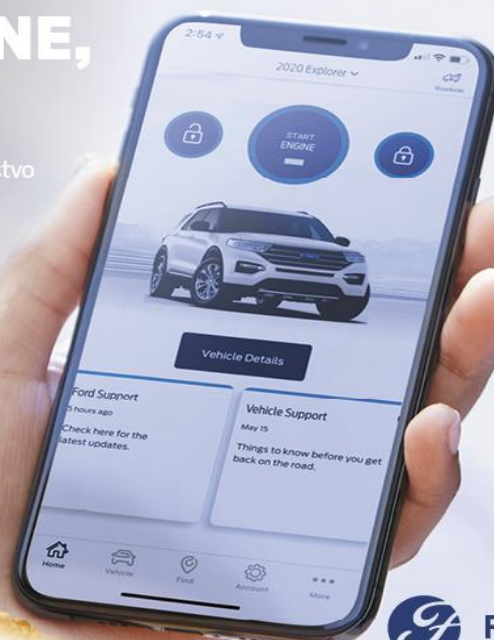 NE,
tvo
2:54
2020 Explorer
Roadside
START
ENGINE
Vehicle Details
Ford Support
5 hours ago
Check here for the
latest updates.
Vehicle Support
May 15
Things to know before you get
back on the road.
Home
Vehicle
Find
Account
More